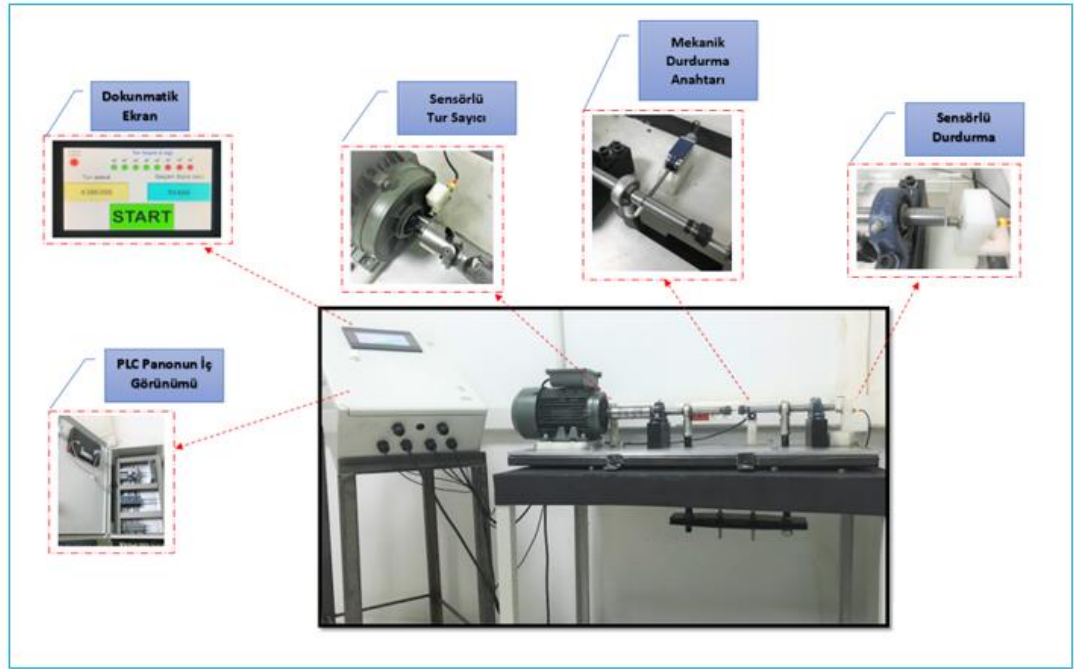 Mekanik
Durdurma
Anahtarı
Dokunmatik
Ekran
Sensörlü
Tur Sayıcı
Sensörlü
Durdurma
START
PLC Panonun İç
Görünümü